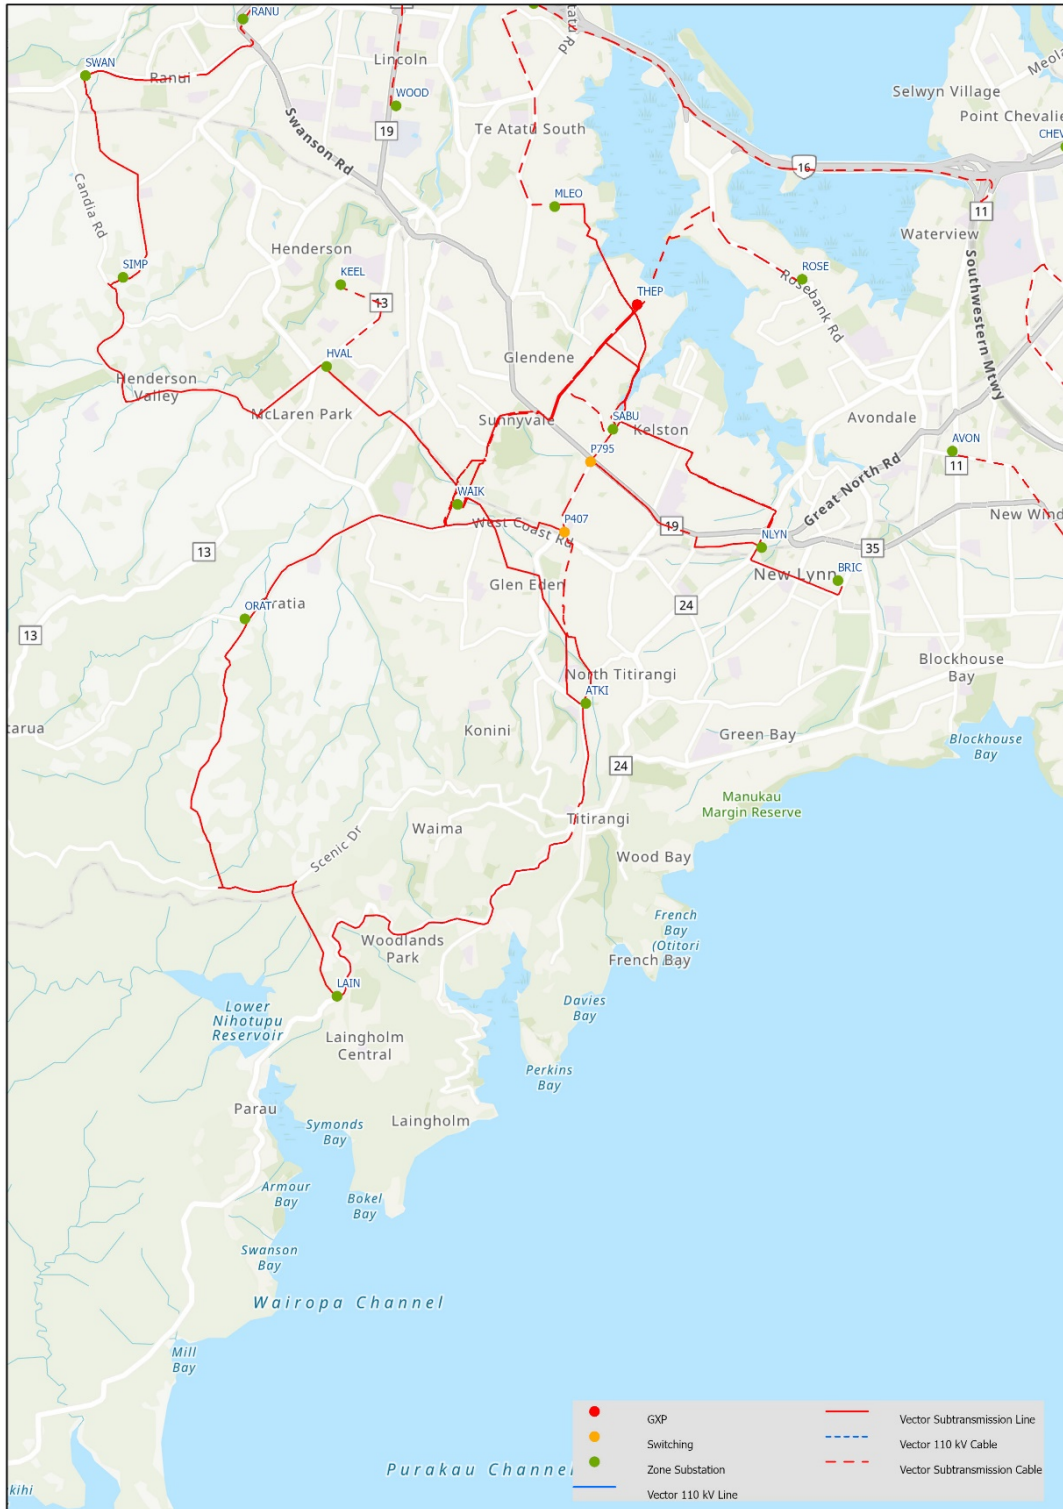 RANU
Lincoln
SWAN
Ranui
WOOD
19
Swanson Rd
Te Atatu South
Selwyn Village
Point Chevalie
CHEV
16
MLEO
11
Candia Rd
Waterview
Henderson
SIMP
KEEL
13
ROSE
THEP
Rosebank Rd
Southwestern Mtwy
Glendene
HVAL
Henderson
Valley
McLaren Park
Sunnyvale
SABU
Kelston
Avondale
P795
AVON
11
Great North Rd
WAIK
P407
West Coast Rd
19
New Wind
NLYN
35
13
New Lynn
BRIC
Glen Eden
24
ORAT
ratia
13
North Titirangi
Blockhouse
Bay
ATKI
Konini
karua
Green Bay
Blockhouse
Bay
24
Manukau
Margin Reserve
Titirangi
Waima
Scenic Dr
Wood Bay
French
Bay
(Otitori
Woodlands
Park
French Bay
LAIN
Lower
Nihotupu
Reservoir
Davies
Bay
Laingholm
Central
Perkins
Bay
Parau
Symonds
Bay
Laingholm
Armour
Bay
Bokel
Bay
Swanson
Bay
Wairopa Channel
Mill
Bay
Purakau Channel
kihi
GXP
Vector Subtransmission Line
Switching
Vector 110 kV Cable
Zone Substation
Vector Subtransmission Cable
Vector 110 kV Line